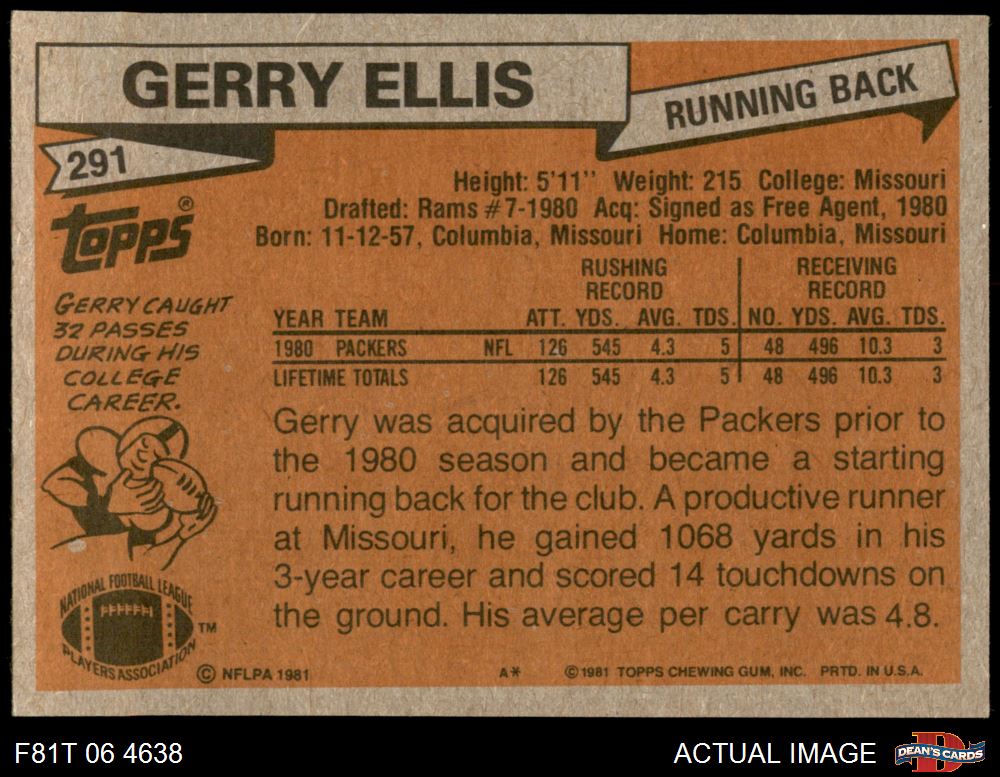 GERRY ELLIS
RUNNING BACK
291
Topps®
Height: 5'11" Weight: 215 College: Missouri
Drafted: Rams #7-1980 Acq: Signed as Free Agent, 1980
Born: 11-12-57, Columbia, Missouri Home: Columbia, Missouri
RUSHING RECORD RECEIVING RECORD
YEAR TEAM ATT. YDS. AVG. TDS. NO. YDS. AVG. TDS.
1980 PACKERS NFL 126 545 4.3 5 48 496 10.3 3
LIFETIME TOTALS 126 545 4.3 5 48 496 10.3 3
GERRY CAUGHT
32 PASSES
DURING HIS
COLLEGE
CAREER.
Gerry was acquired by the Packers prior to
the 1980 season and became a starting
running back for the club. A productive runner
at Missouri, he gained 1068 yards in his
3-year career and scored 14 touchdowns on
the ground. His average per carry was 4.8.
NATIONAL FOOTBALL LEAGUE
PLAYERS ASSOCIATION
TM
© NFLPA 1981 A* © 1981 TOPPS CHEWING GUM, INC. PRTD. IN U.S.A.
F81T 06 4638 ACTUAL IMAGE D DEAN'S CARDS